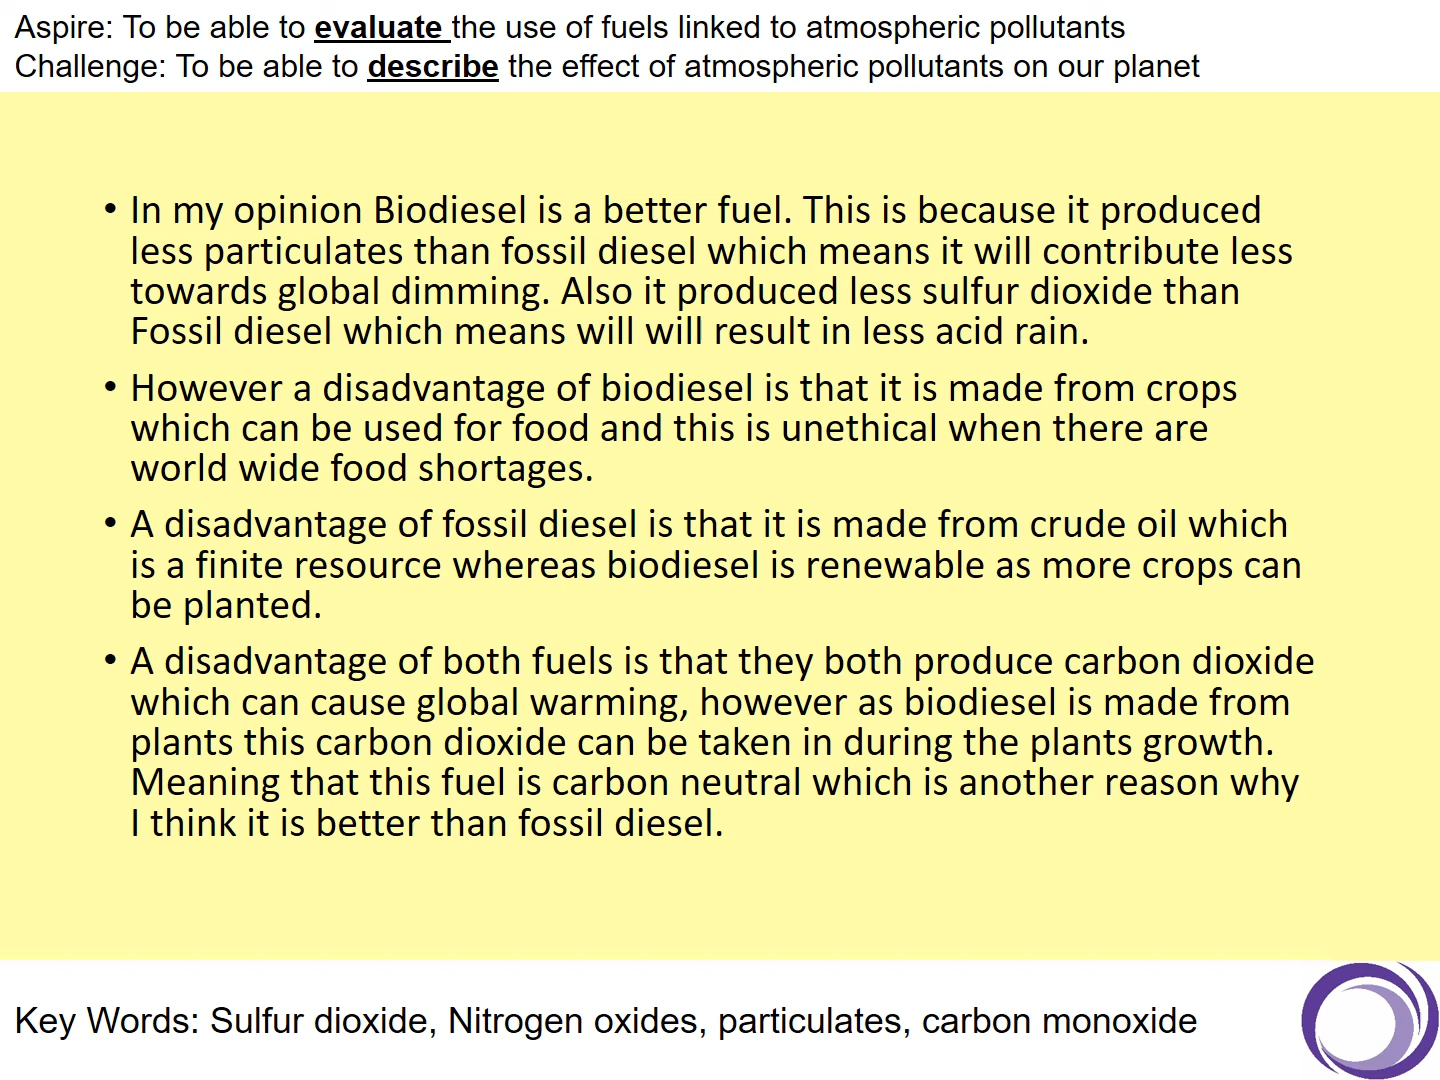 Aspire: To be able to evaluate the use of fuels linked to atmospheric pollutants
Challenge: To be able to describe the effect of atmospheric pollutants on our planet
• In my opinion Biodiesel is a better fuel. This is because it produced
less particulates than fossil diesel which means it will contribute less
towards global dimming. Also it produced less sulfur dioxide than
Fossil diesel which means will will result in less acid rain.
• However a disadvantage of biodiesel is that it is made from crops
which can be used for food and this is unethical when there are
world wide food shortages.
• A disadvantage of fossil diesel is that it is made from crude oil which
is a finite resource whereas biodiesel is renewable as more crops can
be planted.
• A disadvantage of both fuels is that they both produce carbon dioxide
which can cause global warming, however as biodiesel is made from
plants this carbon dioxide can be taken in during the plants growth.
Meaning that this fuel is carbon neutral which is another reason why
I think it is better than fossil diesel.
Key Words: Sulfur dioxide, Nitrogen oxides, particulates, carbon monoxide